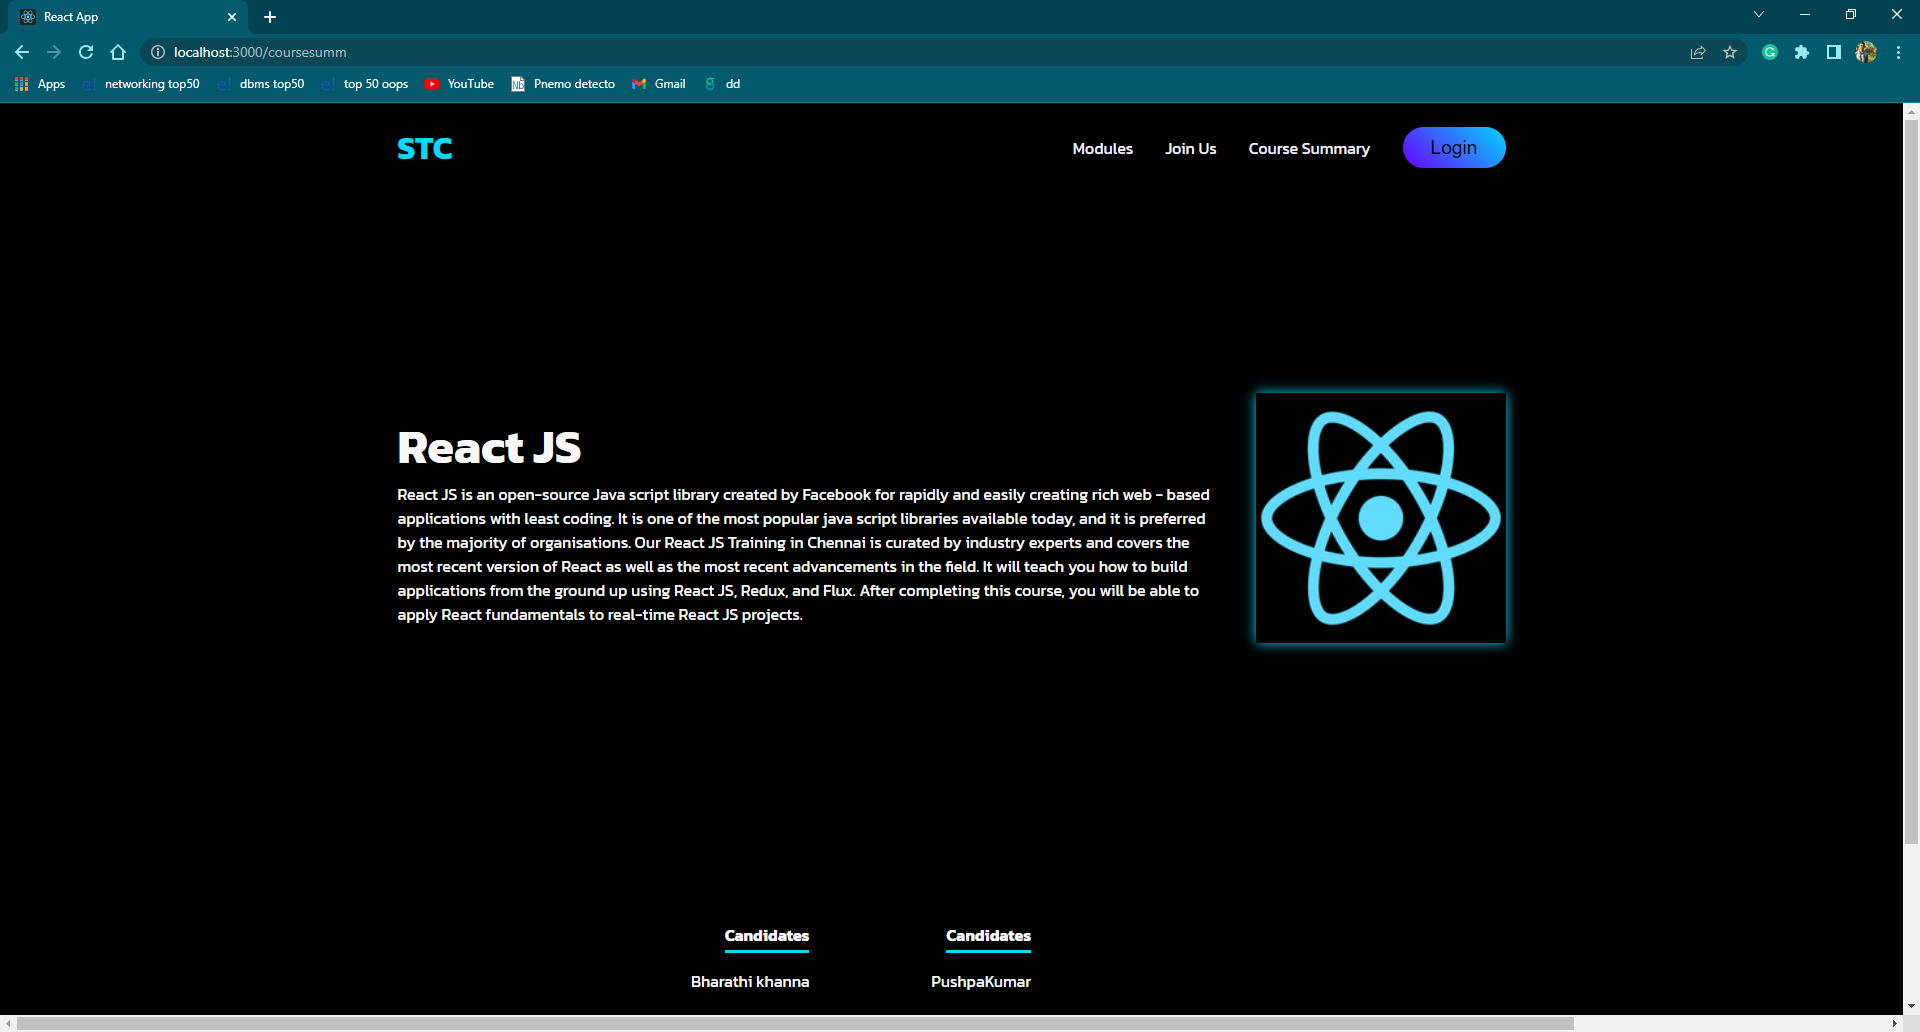 React App
localhost:3000/coursesumm
Apps networking top50 dbms top50 top 50 oops YouTube Pnemo detecto Gmail dd
STC Modules Join Us Course Summary Login
React JS
React JS is an open-source Java script library created by Facebook for rapidly and easily creating rich web - based
applications with least coding. It is one of the most popular java script libraries available today, and it is preferred
by the majority of organisations. Our React JS Training in Chennai is curated by industry experts and covers the
most recent version of React as well as the most recent advancements in the field. It will teach you how to build
applications from the ground up using React JS, Redux, and Flux. After completing this course, you will be able to
apply React fundamentals to real-time React JS projects.
Candidates Candidates
Bharathi khanna PushpaKumar